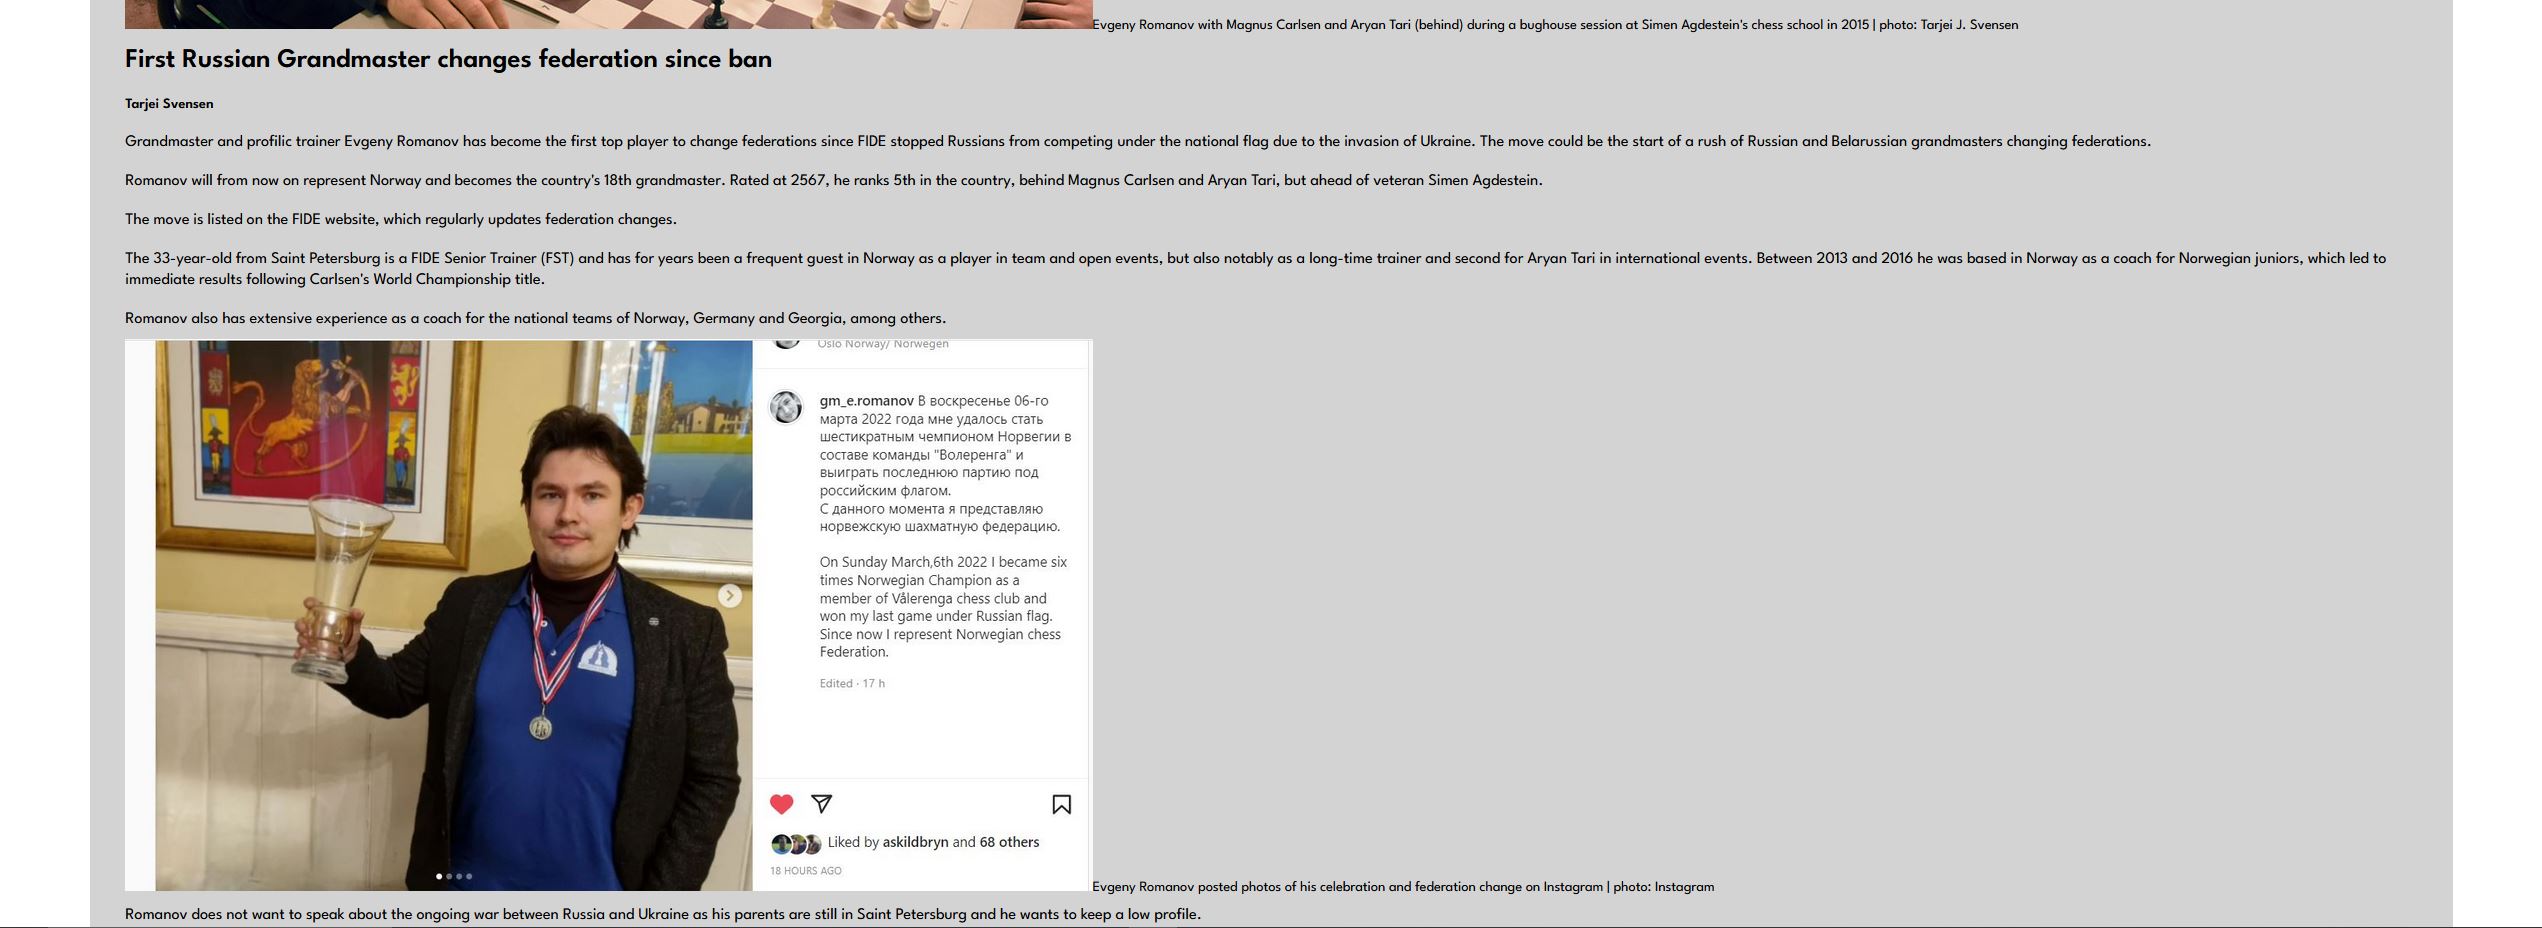 Evgeny Romanov with Magnus Carlsen and Aryan Tari (behind) during a bughouse session at Simen Agdestein's chess school in 2015 | photo: Tarjei J. Svensen
First Russian Grandmaster changes federation since ban
Tarjei Svensen
Grandmaster and profilic trainer Evgeny Romanov has become the first top player to change federations since FIDE stopped Russians from competing under the national flag due to the invasion of Ukraine. The move could be the start of a rush of Russian and Belarussian grandmasters changing federations.
Romanov will from now on represent Norway and becomes the country's 18th grandmaster. Rated at 2567, he ranks 5th in the country, behind Magnus Carlsen and Aryan Tari, but ahead of veteran Simen Agdestein.
The move is listed on the FIDE website, which regularly updates federation changes.
The 33-year-old from Saint Petersburg is a FIDE Senior Trainer (FST) and has for years been a frequent guest in Norway as a player in team and open events, but also notably as a long-time trainer and second for Aryan Tari in international events. Between 2013 and 2016 he was based in Norway as a coach for Norwegian juniors, which led to
immediate results following Carlsen's World Championship title.
Romanov also has extensive experience as a coach for the national teams of Norway, Germany and Georgia, among others.
Oslo Norway/ Norwegen
gm_e.romanov В воскресенье 06-го
марта 2022 года мне удалось стать
шестикратным чемпионом Норвегии в
составе команды "Волеренга" и
выиграть последнюю партию под
российским флагом.
С данного момента я представляю
норвежскую шахматную федерацию.
On Sunday March,6th 2022 I became six
times Norwegian Champion as a
member of Vålerenga chess club and
won my last game under Russian flag.
Since now I represent Norwegian chess
Federation.
Edited · 17 h
Liked by askildbryn and 68 others
18 HOURS AGO
Evgeny Romanov posted photos of his celebration and federation change on Instagram | photo: Instagram
Romanov does not want to speak about the ongoing war between Russia and Ukraine as his parents are still in Saint Petersburg and he wants to keep a low profile.